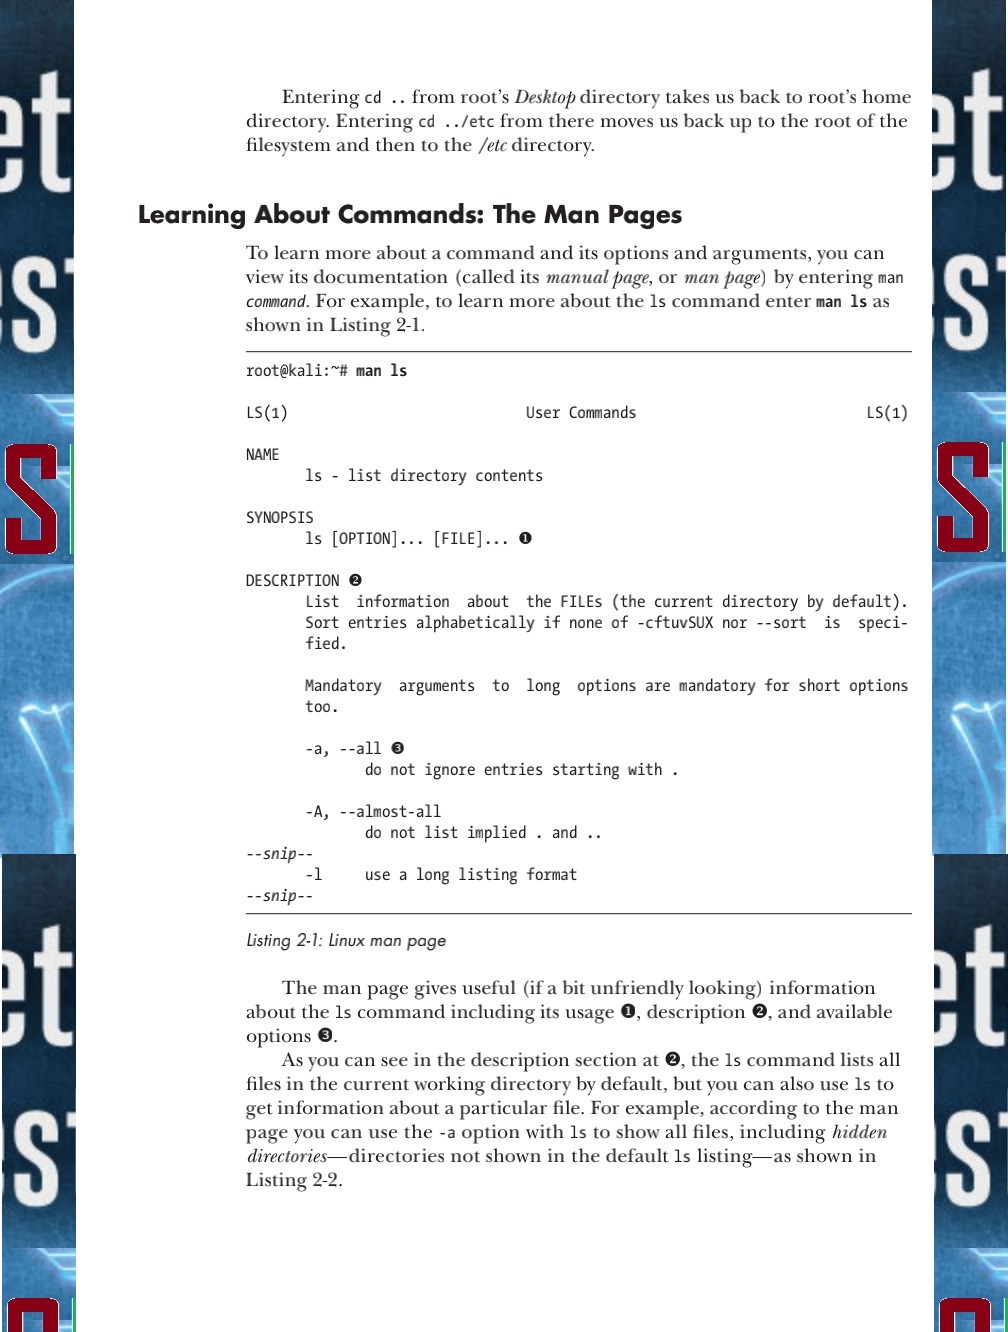 Entering cd .. from root's Desktop directory takes us back to root's home
directory. Entering cd ../etc from there moves us back up to the root of the
filesystem and then to the /etc directory.
Learning About Commands: The Man Pages
To learn more about a command and its options and arguments, you can
view its documentation (called its manual page, or man page) by entering man
command. For example, to learn more about the ls command enter man ls as
shown in Listing 2-1.
root@kali:~# man ls
LS(1) User Commands LS(1)
NAME
ls - list directory contents
SYNOPSIS
ls [OPTION]... [FILE]... ❶
DESCRIPTION ❷
List information about the FILEs (the current directory by default).
Sort entries alphabetically if none of -cftuvSUX nor --sort is speci-
fied.
Mandatory arguments to long options are mandatory for short options
too.
-a, --all ❸
do not ignore entries starting with .
-A, --almost-all
do not list implied . and ..
--snip--
-l use a long listing format
--snip--
Listing 2-1: Linux man page
The man page gives useful (if a bit unfriendly looking) information
about the ls command including its usage ❶, description ❷, and available
options ❸.
As you can see in the description section at ❷, the ls command lists all
files in the current working directory by default, but you can also use ls to
get information about a particular file. For example, according to the man
page you can use the -a option with ls to show all files, including hidden
directories—directories not shown in the default ls listing—as shown in
Listing 2-2.